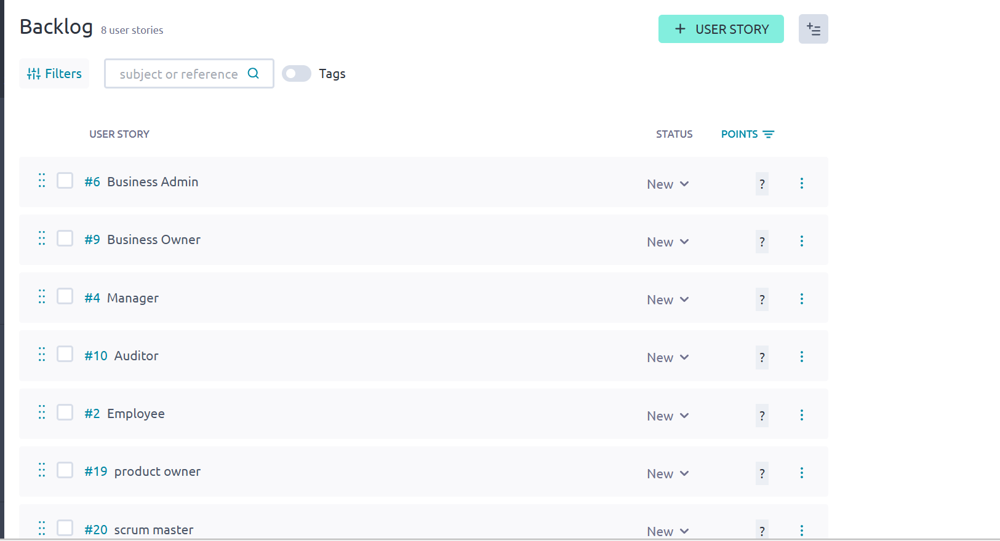 Backlog 8 user stories
+ USER STORY
Filters
subject or reference
Tags
USER STORY STATUS POINTS
#6 Business Admin New ?
#9 Business Owner New ?
#4 Manager New ?
#10 Auditor New ?
#2 Employee New ?
#19 product owner New ?
#20 scrum master New ?